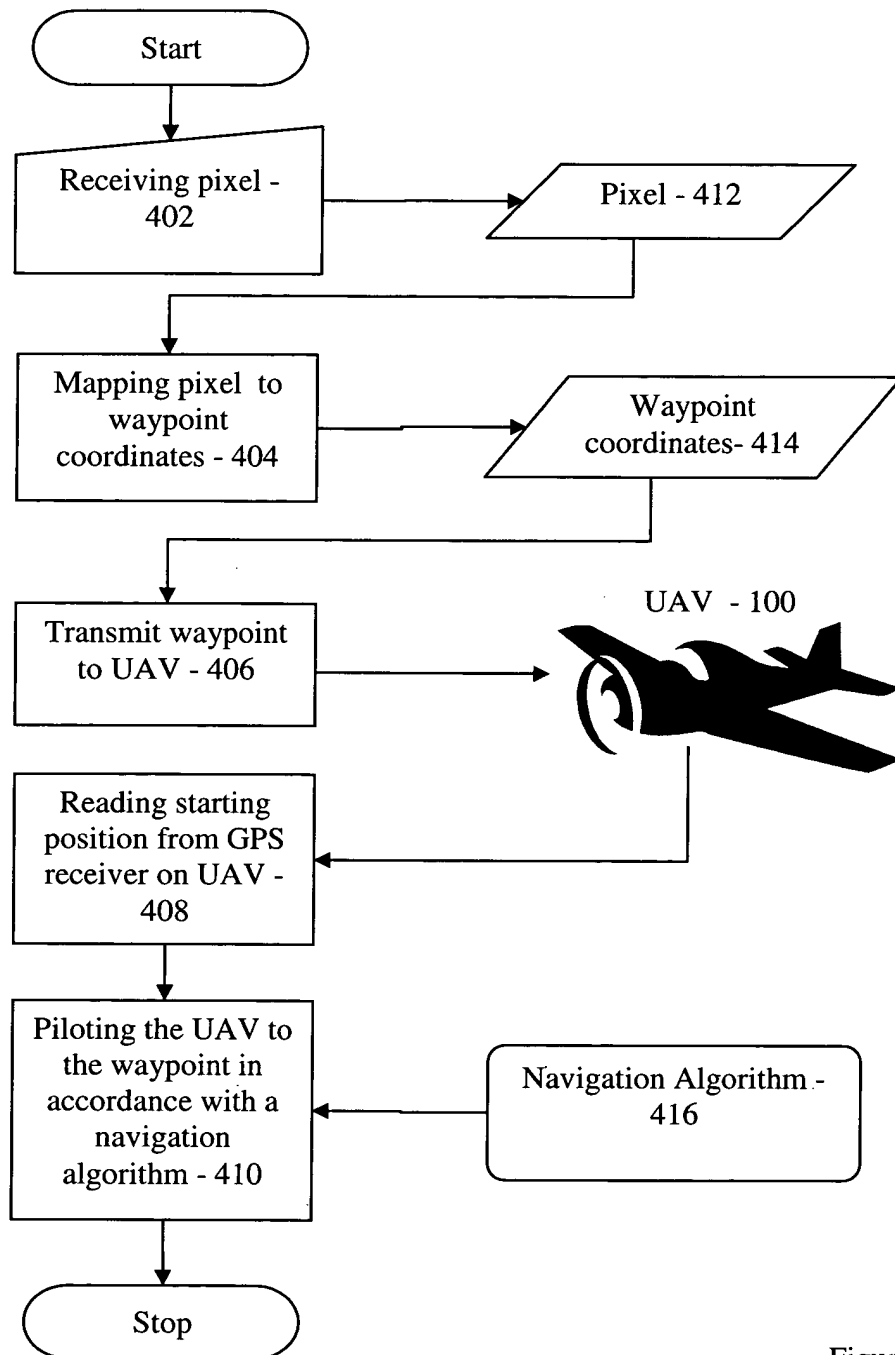 Start
Receiving pixel -
402
Pixel - 412
Mapping pixel to
waypoint
coordinates - 404
Waypoint
coordinates- 414
Transmit waypoint
to UAV - 406
UAV - 100
Reading starting
position from GPS
receiver on UAV -
408
Piloting the UAV to
the waypoint in
accordance with a
navigation
algorithm - 410
Navigation Algorithm -
416
Stop